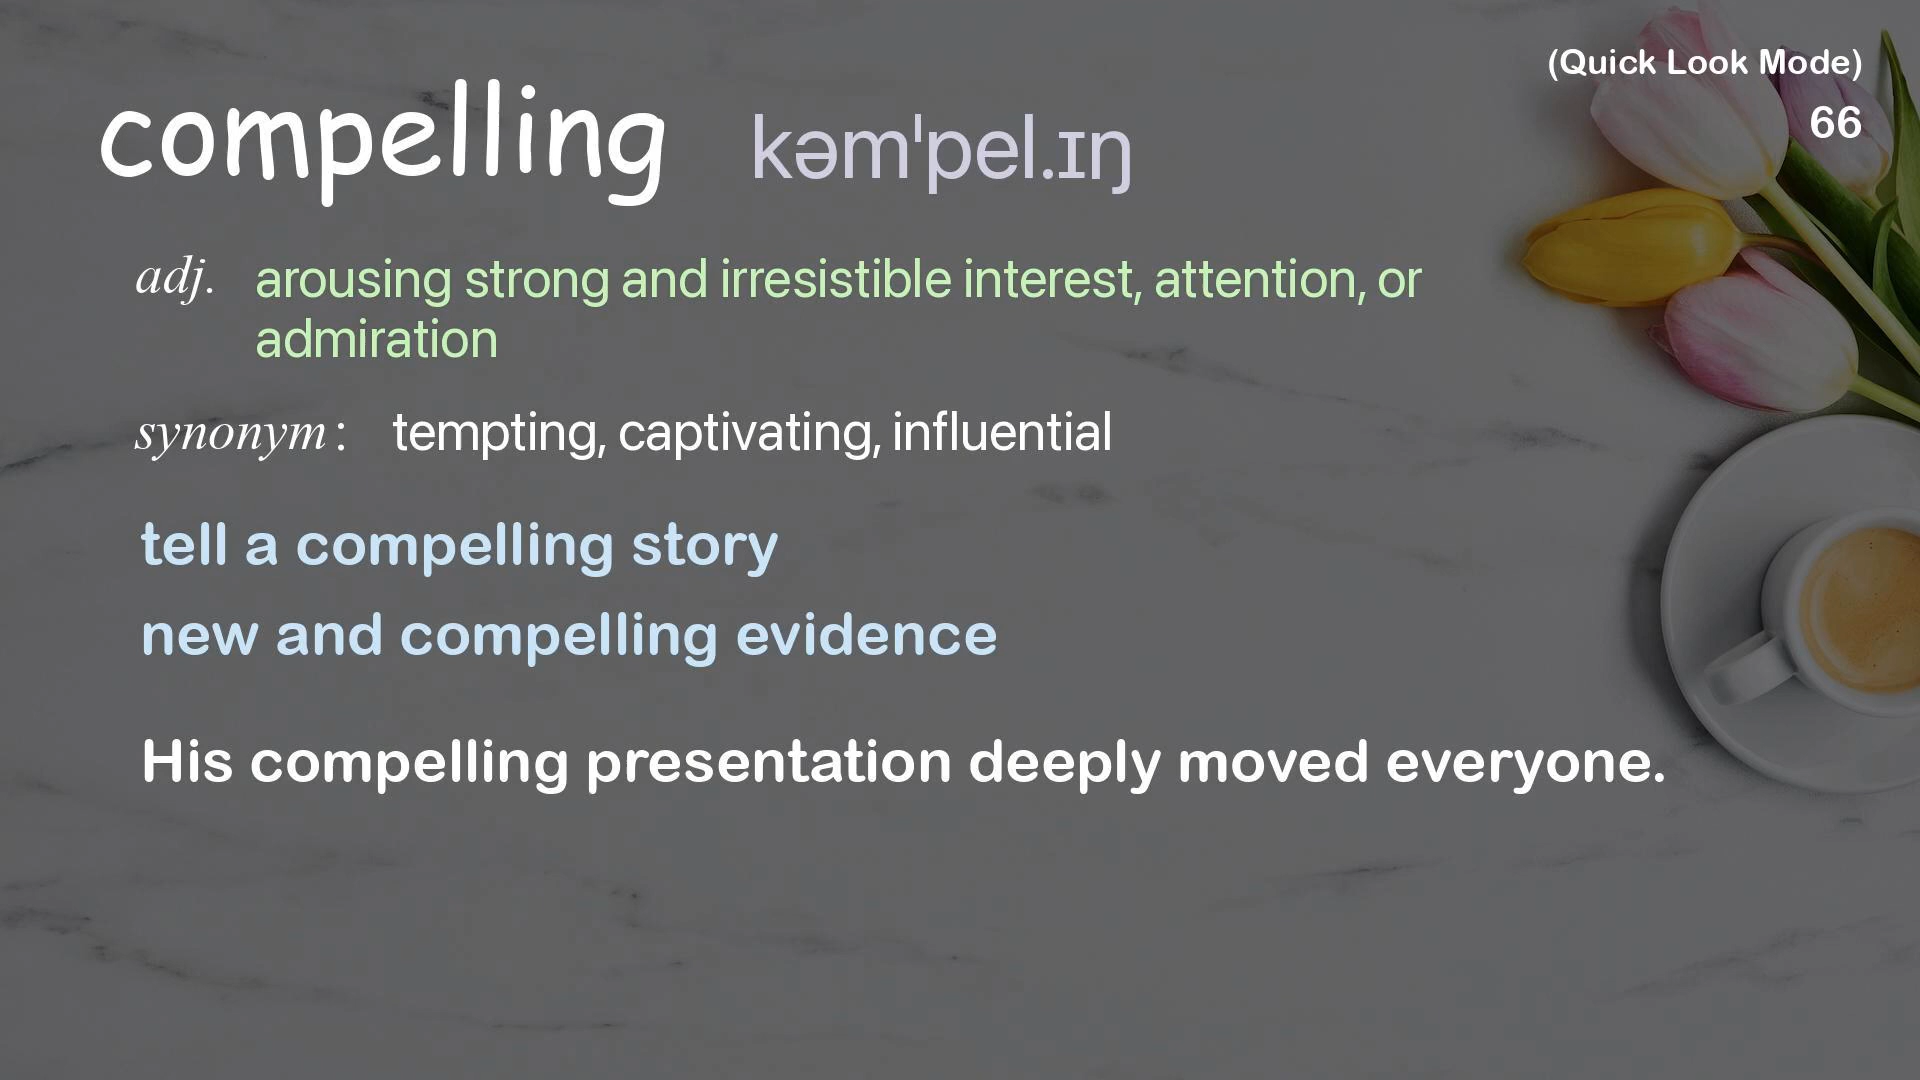 (Quick Look Mode)
66
compelling kəmˈpel.ɪŋ
adj. arousing strong and irresistible interest, attention, or
admiration
synonym: tempting, captivating, influential
tell a compelling story
new and compelling evidence
His compelling presentation deeply moved everyone.